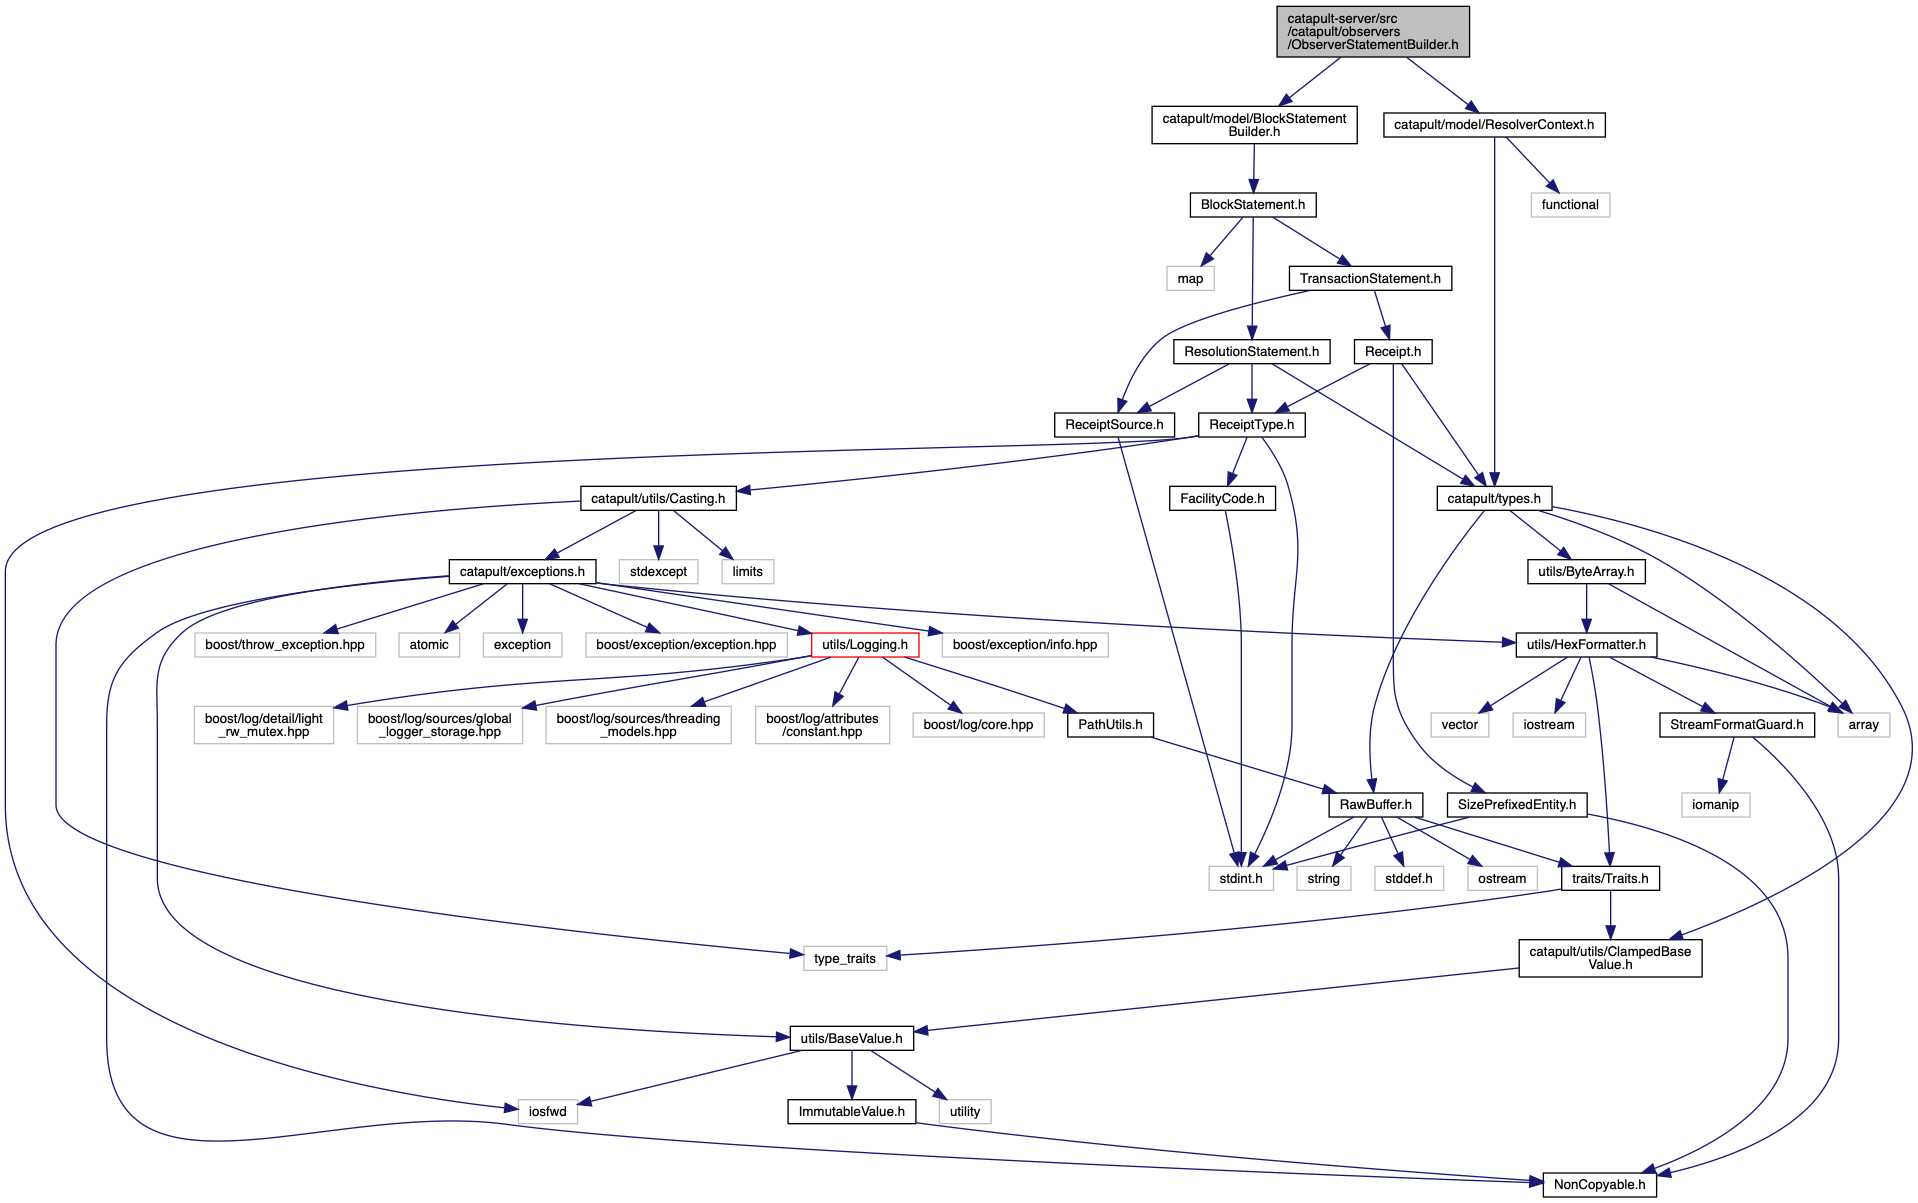 catapult-server/src
/catapult/observers
/ObserverStatementBuilder.h
catapult/model/BlockStatement
Builder.h
catapult/model/ResolverContext.h
BlockStatement.h
functional
map
TransactionStatement.h
ResolutionStatement.h
Receipt.h
ReceiptSource.h
ReceiptType.h
catapult/utils/Casting.h
FacilityCode.h
catapult/types.h
catapult/exceptions.h
stdexcept
limits
utils/ByteArray.h
boost/throw_exception.hpp
atomic
exception
boost/exception/exception.hpp
utils/Logging.h
boost/exception/info.hpp
utils/HexFormatter.h
boost/log/detail/light
_rw_mutex.hpp
boost/log/sources/global
_logger_storage.hpp
boost/log/sources/threading
_models.hpp
boost/log/attributes
/constant.hpp
boost/log/core.hpp
PathUtils.h
vector
iostream
StreamFormatGuard.h
array
RawBuffer.h
SizePrefixedEntity.h
iomanip
stdint.h
string
stddef.h
ostream
traits/Traits.h
type_traits
catapult/utils/ClampedBase
Value.h
utils/BaseValue.h
iosfwd
ImmutableValue.h
utility
NonCopyable.h